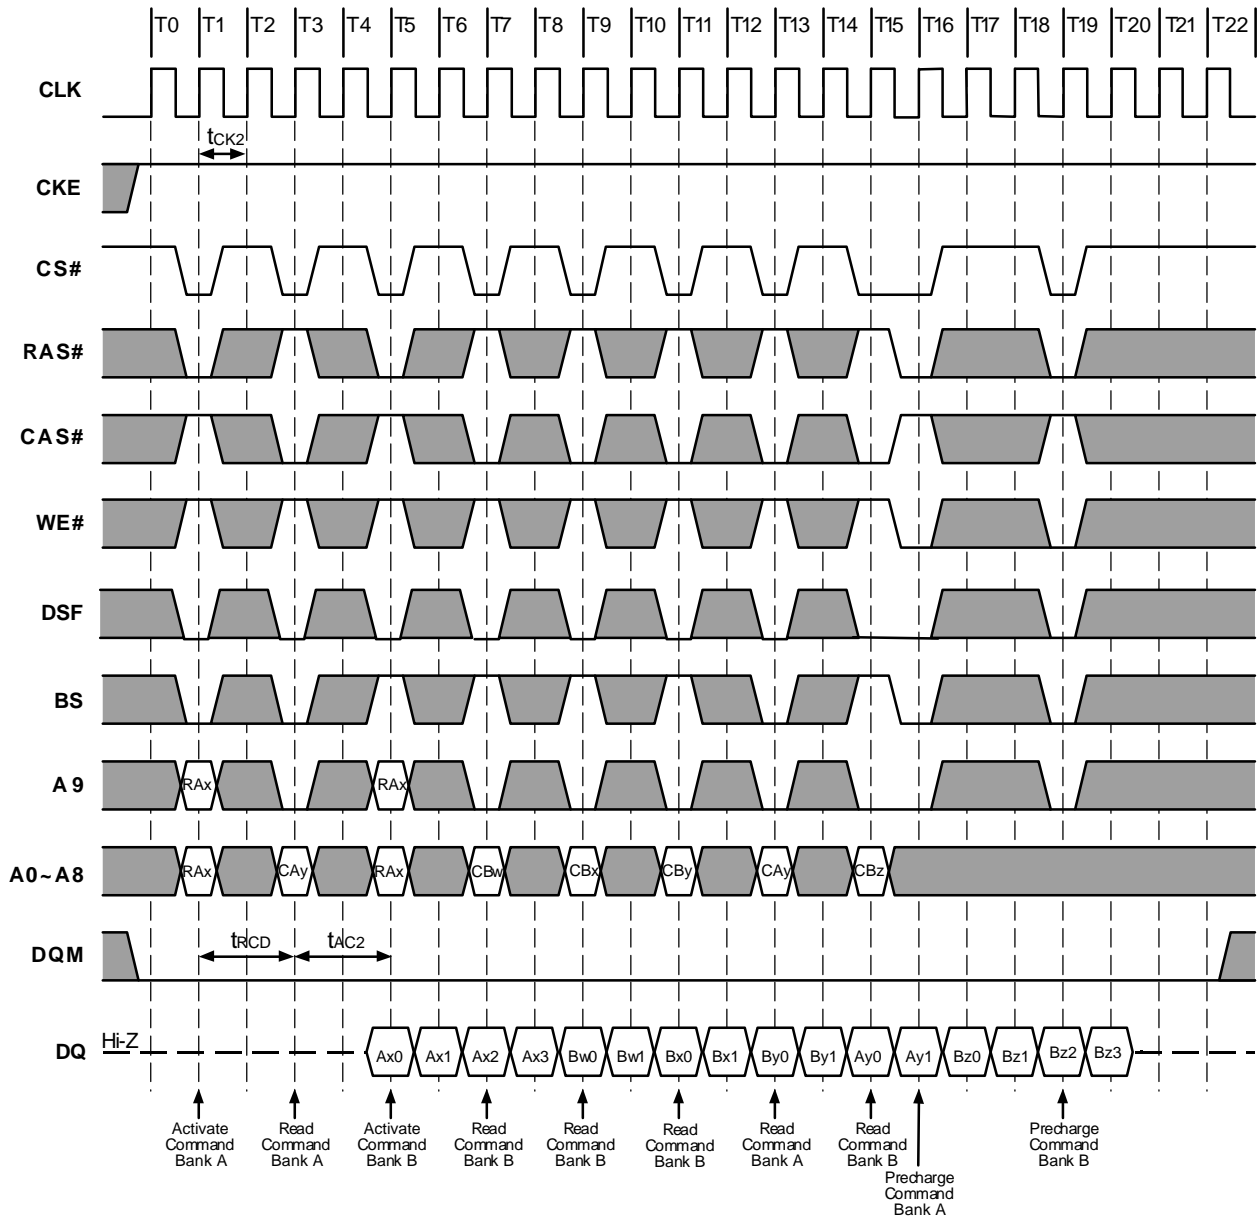 T0 T1 T2 T3 T4 T5 T6 T7 T8 T9 T10 T11 T12 T13 T14 T15 T16 T17 T18 T19 T20 T21 T22
CLK
tCK2
CKE
CS#
RAS#
CAS#
WE#
DSF
BS
A9 RAx RAx
A0~A8 RAx CAy RAx CBw CBx CBy CAy CBz
DQM tRCD tAC2
Hi-Z
DQ Ax0 Ax1 Ax2 Ax3 Bw0 Bw1 Bx0 Bx1 By0 By1 Ay0 Ay1 Bz0 Bz1 Bz2 Bz3
Activate
Command
Bank A
Read
Command
Bank A
Activate
Command
Bank B
Read
Command
Bank B
Read
Command
Bank B
Read
Command
Bank B
Read
Command
Bank A
Read
Command
Bank B
Precharge
Command
Bank A
Precharge
Command
Bank B